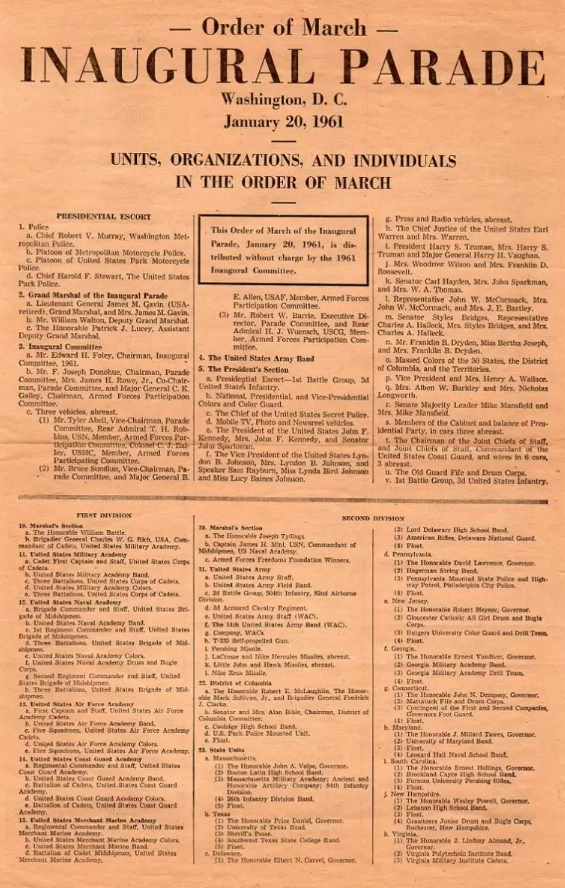 — Order of March —
INAUGURAL PARADE
Washington, D. C.
January 20, 1961
UNITS, ORGANIZATIONS, AND INDIVIDUALS
IN THE ORDER OF MARCH
PRESIDENTIAL ESCORT
1. Police
a. Chief Robert V. Murray, Washington Met-
ropolitan Police.
b. Platoon of Metropolitan Motorcycle Police.
c. Platoon of United States Park Motorcycle
Police.
d. Chief Harold F. Stewart, The United States
Park Police.
2. Grand Marshal of the Inaugural Parade
a. Lieutenant General James M. Gavin (USA-
retired), Grand Marshal, and Mrs. James M. Gavin.
b. Mr. William Walton, Deputy Grand Marshal.
c. The Honorable Patrick J. Lucey, Assistant
Deputy Grand Marshal.
3. Inaugural Committee
a. Mr. Edward H. Foley, Chairman, Inaugural
Committee, 1961.
b. Mr. F. Joseph Donohue, Chairman, Parade
Committee, Mr. James H. Rowe, Jr., Co-Chair-
man, Parade Committee, and Major General C. K.
Gailey, Chairman, Armed Forces Participation
Committee.
c. Three vehicles, abreast.
(1) Mr. Tyler Abell, Vice-Chairman, Parade
Committee, Rear Admiral T. H. Rob-
bins, USN, Member, Armed Forces Par-
ticipation Committee, Colonel C. J.
USMC, Member, Armed Forces
Participating Committee.
(2) Mr. Bruce Sundlun, Vice-Chairman, Pa-
rade Committee, and Major General B.
This Order of March of the Inaugural
Parade, January 20, 1961, is dis-
tributed without charge by the 1961
Inaugural Committee.
E. Allen, USAF, Member, Armed Forces
Participation Committee.
(3) Mr. Robert W. Barrie, Executive Di-
rector, Parade Committee, and Rear
Admiral H. J. Wuensch, USCG, Mem-
ber, Armed Forces Participation Com-
mittee.
4. The United States Army Band
5. The President's Section
a. Presidential Escort—1st Battle Group, 3d
United States Infantry.
b. National, Presidential, and Vice-Presidential
Colors and Color Guard.
c. The Chief of the United States Secret Police.
d. Mobile TV, Photo and Newsreel vehicles.
e. The President of the United States John F.
Kennedy, Mrs. John F. Kennedy, and Senator
John Sparkman.
f. The Vice President of the United States Lyn-
don B. Johnson, Mrs. Lyndon B. Johnson, and
Speaker Sam Rayburn, Miss Lynda Bird Johnson
and Miss Lucy Baines Johnson.
g. Press and Radio vehicles, abreast.
h. The Chief Justice of the United States Earl
Warren and Mrs. Warren.
i. President Harry S. Truman, Mrs. Harry S.
Truman and Major General Harry H. Vaughan.
j. Mrs. Woodrow Wilson and Mrs. Franklin D.
Roosevelt.
k. Senator Carl Hayden, Mrs. John Sparkman,
and Mrs. W. A. Thomas.
l. Representative John W. McCormack, Mrs.
John W. McCormack, and Mrs. J. E. Bartley.
m. Senator Styles Bridges, Representative
Charles A. Halleck, Mrs. Styles Bridges, and Mrs.
Charles A. Halleck.
n. Mr. Franklin B. Dryden, Miss Bertha Joseph,
and Mrs. Franklin B. Dryden.
o. Massed Colors of the 50 States, the District
of Columbia, and the Territories.
p. Vice President and Mrs. Henry A. Wallace.
q. Mrs. Alben W. Barkley and Mrs. Nicholas
Longworth.
r. Senate Majority Leader Mike Mansfield and
Mrs. Mike Mansfield.
s. Members of the Cabinet and balance of Pres-
idential Party, in cars three abreast.
t. The Chairman of the Joint Chiefs of Staff,
and Joint Chiefs of Staff, Commandant of the
United States Coast Guard, and wives in 6 cars,
3 abreast.
u. The Old Guard Fife and Drum Corps.
v. 1st Battle Group, 3d United States Infantry.
FIRST DIVISION
10. Marshal's Section
a. The Honorable William Battle.
b. Brigadier General Charles W. G. Rich, USA, Com-
mandant of Cadets, United States Military Academy.
11. United States Military Academy
a. Cadet First Captain and Staff, United States Corps
of Cadets.
b. United States Military Academy Band.
c. Three Battalions, United States Corps of Cadets.
d. United States Military Academy Colors.
e. Three Battalions, United States Corps of Cadets.
12. United States Naval Academy
a. Brigade Commander and Staff, United States Bri-
gade of Midshipmen.
b. United States Naval Academy Band.
c. 1st Regiment Commander and Staff, United States
Brigade of Midshipmen.
d. Three Battalions, United States Brigade of Mid-
shipmen.
e. United States Naval Academy Colors.
f. United States Naval Academy Drum and Bugle
Corps.
g. Second Regiment Commander and Staff, United
States Brigade of Midshipmen.
h. Three Battalions, United States Brigade of Mid-
shipmen.
13. United States Air Force Academy
a. First Captain and Staff, United States Air Force
Academy Cadets.
b. United States Air Force Band.
c. Five Squadrons, United States Air Force Academy
Cadets.
d. United States Air Force Academy Colors.
e. Five Squadrons, United States Air Force Academy.
14. United States Coast Guard Academy
a. Regimental Commander and Staff, United States
Coast Guard Academy.
b. United States Coast Guard Academy Band.
c. Battalion of Cadets, United States Coast Guard
Academy.
d. United States Coast Guard Academy Colors.
e. Battalion of Cadets, United States Coast Guard
Academy.
15. United States Merchant Marine Academy
a. Regimental Commander and Staff, United States
Merchant Marine Academy.
b. United States Merchant Marine Academy Colors.
c. United States Merchant Marine Band.
d. Battalion of Cadet Midshipmen, United States
Merchant Marine Academy.
SECOND DIVISION
20. Marshal's Section
a. The Honorable Joseph Tydings.
b. Captain James H. Mini, USN, Commandant of
Midshipmen, US Naval Academy.
c. Armed Forces Freedoms Foundation Winners.
21. United States Army
a. United States Army Staff.
b. United States Army Field Band.
c. 2d Battle Group, 504th Infantry, 82nd Airborne
Division.
d. 3d Armored Cavalry Regiment.
e. United States Army Staff (WAC).
f. The 14th United States Army Band (WAC).
g. Company, WACs.
h. Self-propelled Gun.
i. Pershing Missile.
j. LaCrosse and Nike Hercules Missiles, abreast.
k. Little John and Hawk Missiles, abreast.
l. Nike Zeus Missile.
22. District of Columbia
a. The Honorable Robert E. McLaughlin, The Honor-
able Mark Sullivan, Jr., and Brigadier General Fredrick
J. Clarke.
b. Senator and Mrs. Alan Bible, Chairman, District of
Columbia Committee.
c. Coolidge High School Band.
d. U.S. Park Police Mounted Unit.
e. Float.
23. State Units
a. Massachusetts.
(1) The Honorable John A. Volpe, Governor.
(2) Boston Latin High School Band.
(3) Massachusetts Military Academy; Ancient and
Honorable Artillery Company; 94th Infantry
Division.
(4) 26th Infantry Division Band.
(5) Float.
b. Texas
(1) The Honorable Price Daniel, Governor.
(2) University of Texas Band.
(3) Sheriff's Posse.
(4) Southwest Texas State College Band.
(5) Float.
c. Delaware.
(1) The Honorable Elbert N. Carvel, Governor.
(2) Lord Delaware High School Band.
(3) American Rifles, Delaware National Guard.
(4) Float.
d. Pennsylvania.
(1) The Honorable David Lawrence, Governor.
(2) Hegeman String Band.
(3) Pennsylvania Mounted State Police and High-
way Patrol, Philadelphia City Police.
(4) Float.
e. New Jersey.
(1) The Honorable Robert Meyner, Governor.
(2) Gloucester Catholic All Girl Drum and Bugle
Corps.
(3) Rutgers University Color Guard and Drill Team.
(4) Float.
f. Georgia.
(1) The Honorable Ernest Vandiver, Governor.
(2) Georgia Military Academy Band.
(3) Georgia Military Academy Drill Team.
(4) Float.
g. Connecticut.
(1) The Honorable John N. Dempsey, Governor.
(2) Mattatuck Fife and Drum Corps.
(3) Contingent of the First and Second Companies,
Governors Foot Guard.
(4) Float.
h. Maryland.
(1) The Honorable J. Millard Tawes, Governor.
(2) University of Maryland Band.
(3) Float.
(4) Leonard Hall Naval School Band.
i. South Carolina.
(1) The Honorable Ernest Hollings, Governor.
(2) Brookland Cayce High School Band.
(3) Furman University Pershing Rifles.
(4) Float.
j. New Hampshire.
(1) The Honorable Wesley Powell, Governor.
(2) Lebanon High School Band.
(3) Float.
(4) Graniteers Junior Drum and Bugle Corps,
Rochester, New Hampshire.
k. Virginia.
(1) The Honorable J. Lindsay Almond, Jr.,
Governor.
(2) Virginia Polytechnic Institute Band.
(3) Virginia Military Institute Cadets.